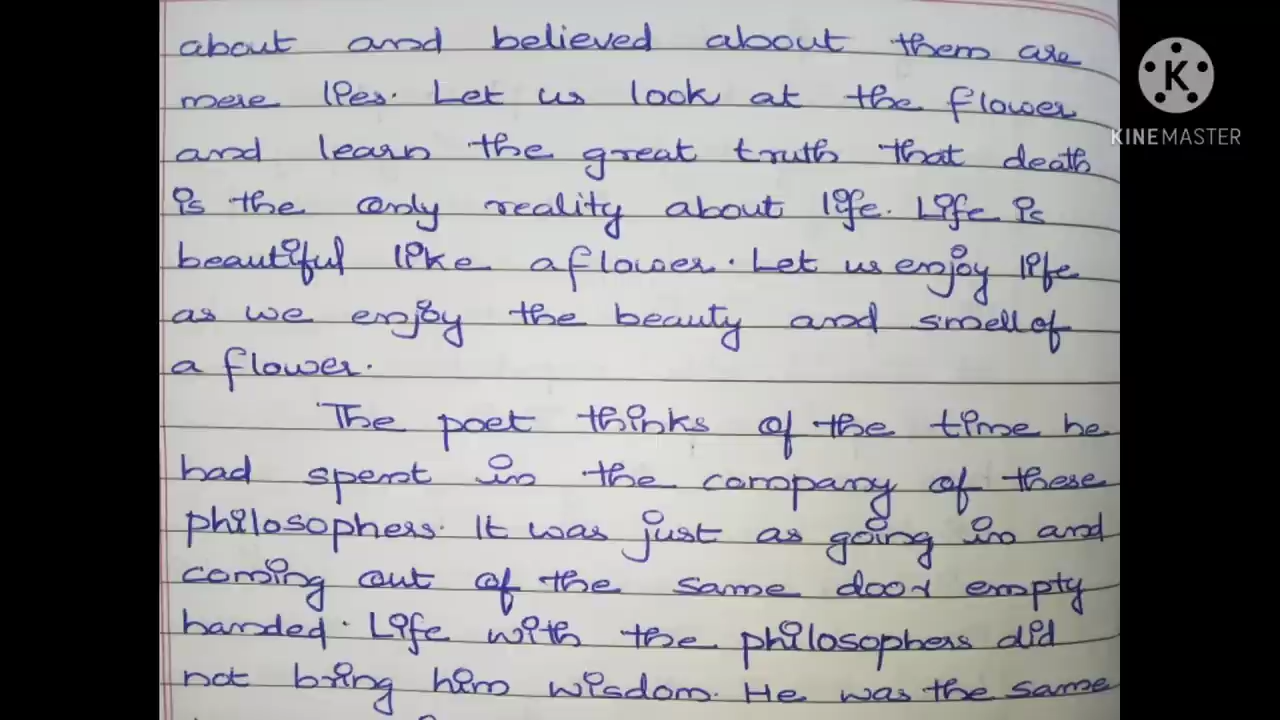 about and believed about them are
mere lies. Let us look at the flower
and learn the great truth that death
is the only reality about life. Life is
beautiful like a flower. Let us enjoy life
as we enjoy the beauty and smell of
a flower.
The poet thinks of the time he
had spent in the company of these
philosophers. It was just as going in and
coming out of the same door empty
handed. Life with the philosophers did
not bring him wisdom. He was the same
K
KINEMASTER